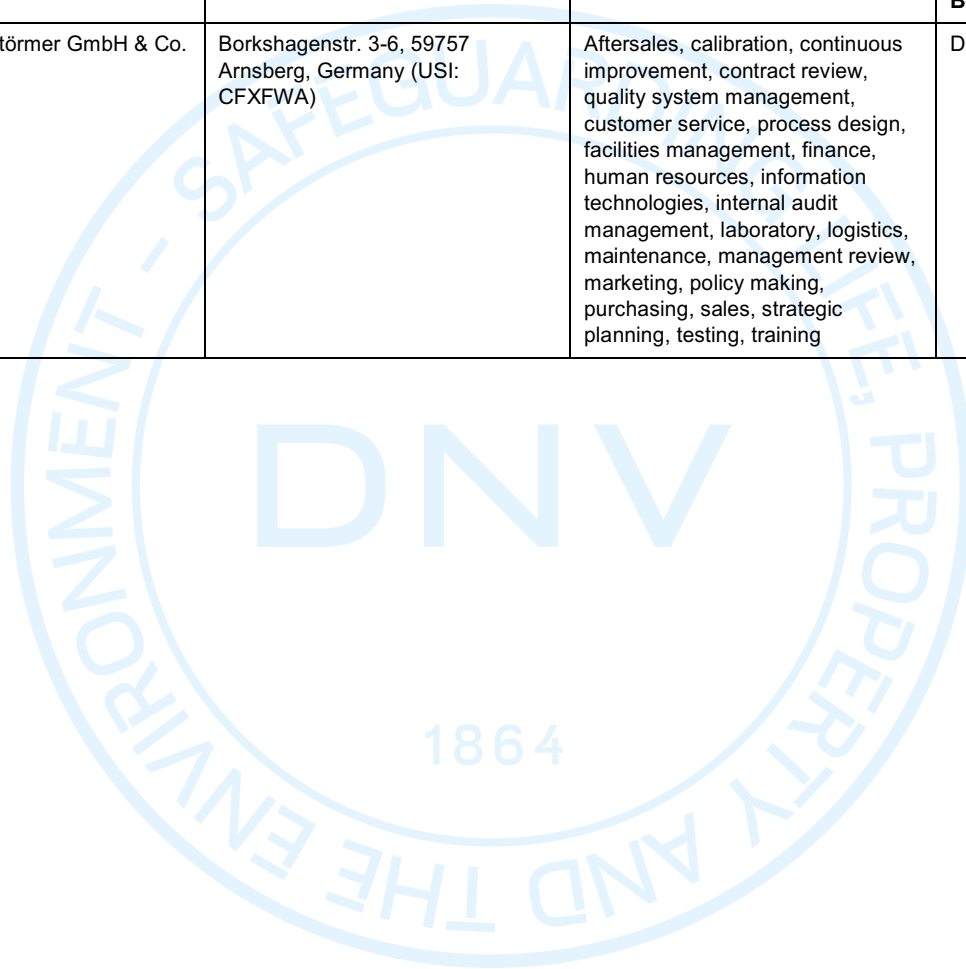 B
törmer GmbH & Co.
Borkshagenstr. 3-6, 59757
Arnsberg, Germany (USI:
CFXFWA)
Aftersales, calibration, continuous
improvement, contract review,
quality system management,
customer service, process design,
facilities management, finance,
human resources, information
technologies, internal audit
management, laboratory, logistics,
maintenance, management review,
marketing, policy making,
purchasing, sales, strategic
planning, testing, training
D
SAFEGUARDING LIFE, PROPERTY AND THE ENVIRONMENT -
DNV
1864